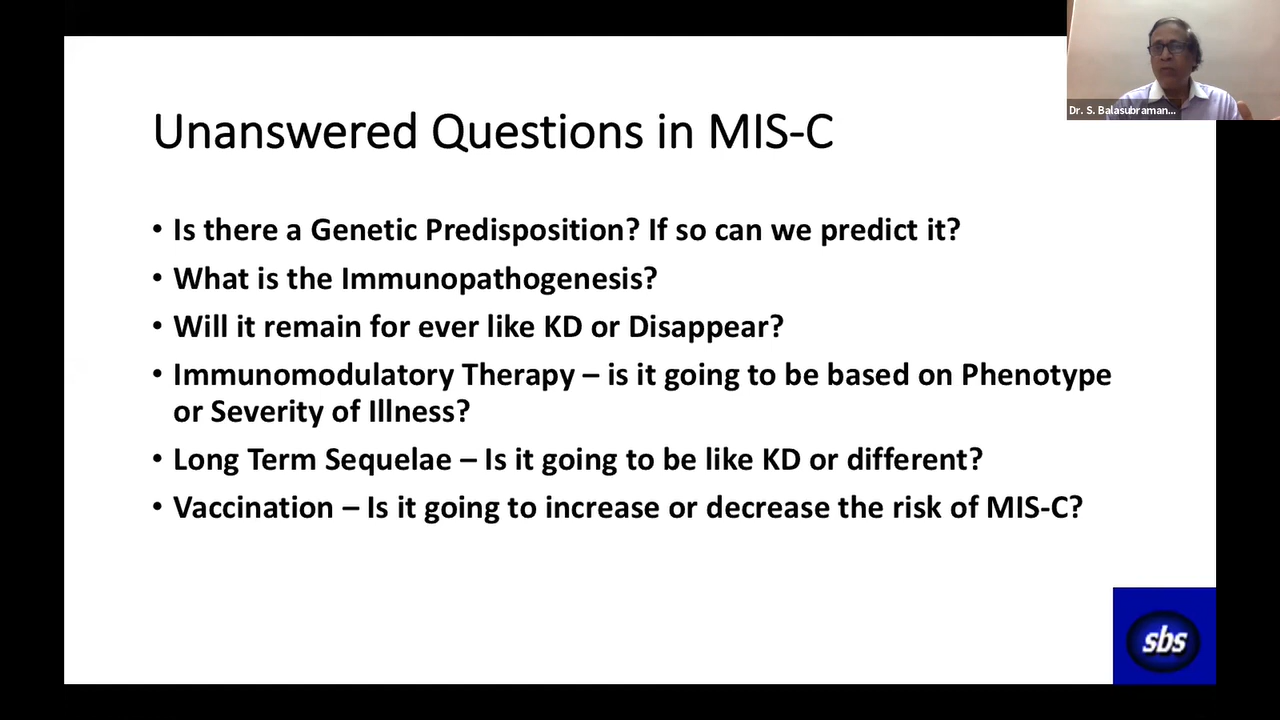 Dr. S. Balasubraman...
Unanswered Questions in MIS-C
• Is there a Genetic Predisposition? If so can we predict it?
• What is the Immunopathogenesis?
• Will it remain for ever like KD or Disappear?
• Immunomodulatory Therapy – is it going to be based on Phenotype
or Severity of Illness?
• Long Term Sequelae – Is it going to be like KD or different?
• Vaccination – Is it going to increase or decrease the risk of MIS-C?
sbs